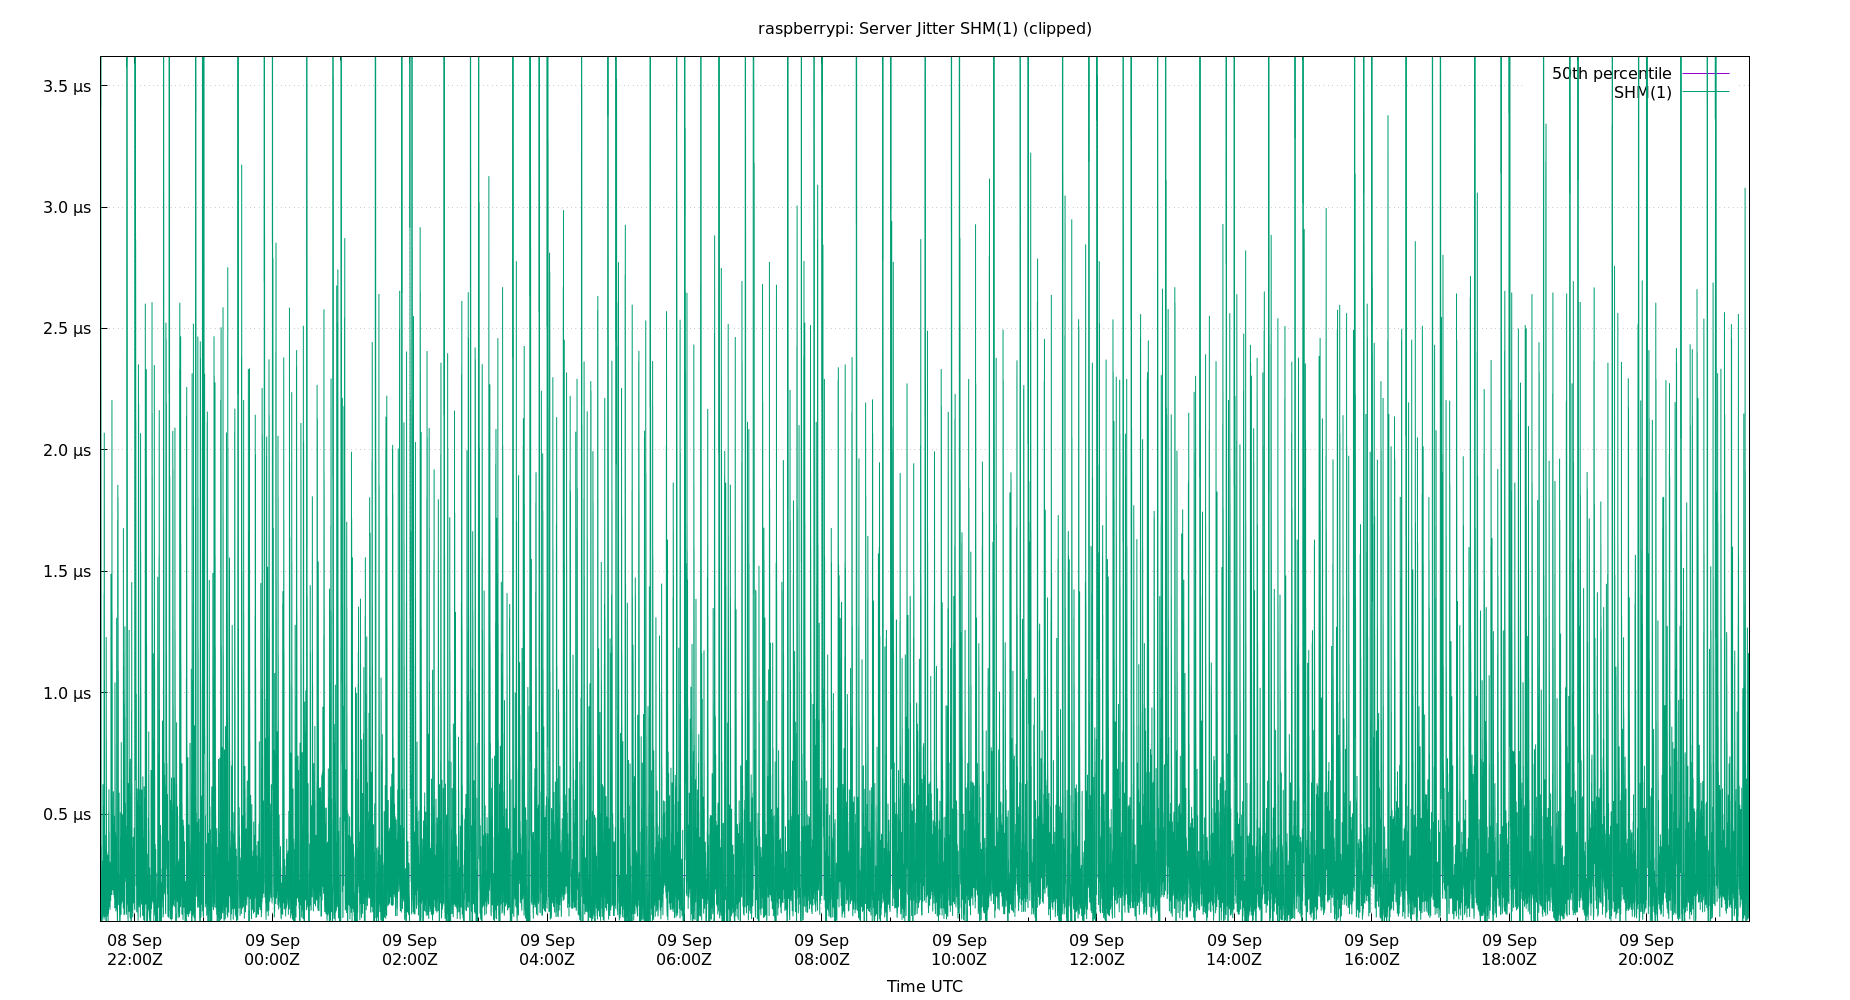 raspberrypi: Server Jitter SHM(1) (clipped)
50th percentile
SHM(1)
3.5 µs
3.0 µs
2.5 µs
2.0 µs
1.5 µs
1.0 µs
0.5 µs
08 Sep 09 Sep 09 Sep 09 Sep 09 Sep 09 Sep 09 Sep 09 Sep 09 Sep 09 Sep 09 Sep 09 Sep
22:00Z 00:00Z 02:00Z 04:00Z 06:00Z 08:00Z 10:00Z 12:00Z 14:00Z 16:00Z 18:00Z 20:00Z
Time UTC